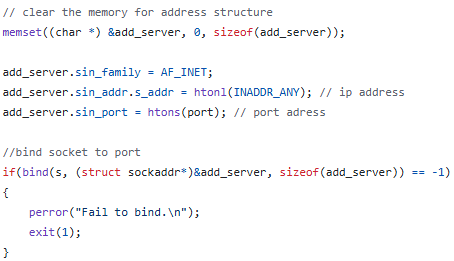 // clear the memory for address structure
memset((char *) &add_server, 0, sizeof(add_server));
add_server.sin_family = AF_INET;
add_server.sin_addr.s_addr = htonl(INADDR_ANY); // ip address
add_server.sin_port = htons(port); // port adress
//bind socket to port
if(bind(s, (struct sockaddr*)&add_server, sizeof(add_server)) == -1)
{
perror("Fail to bind.\n");
exit(1);
}